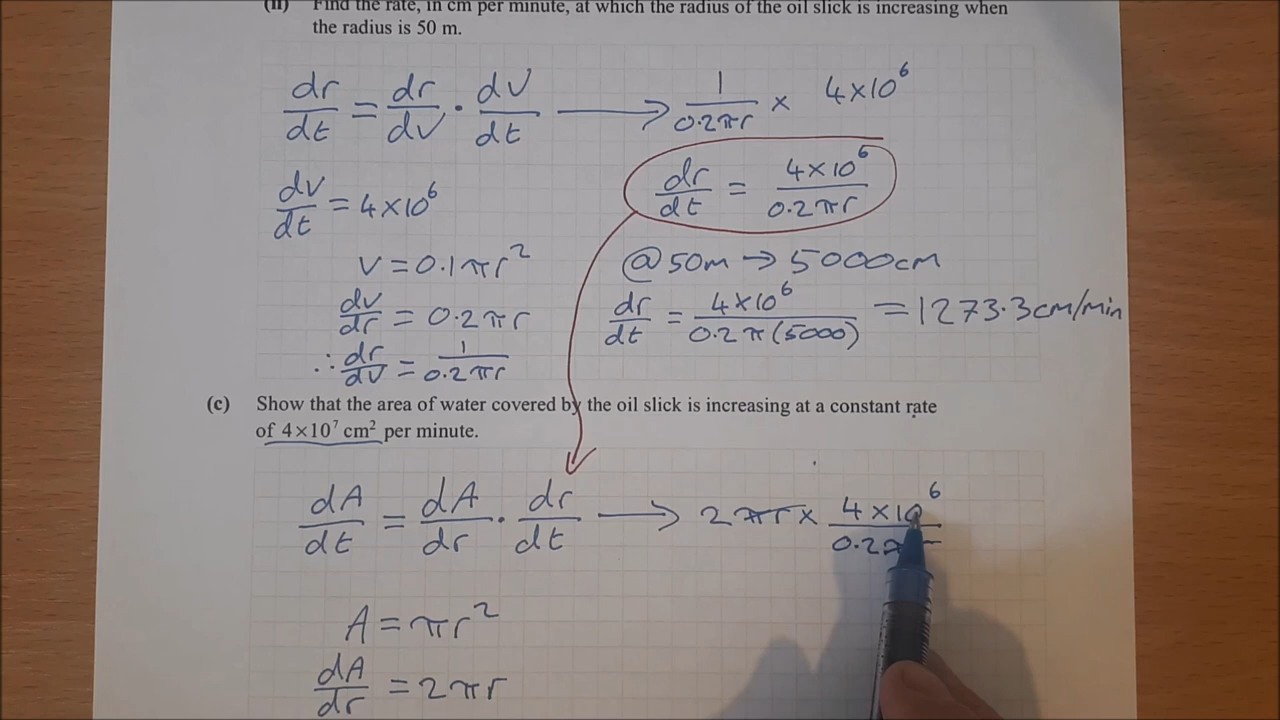 (ii) Find the rate, in cm per minute, at which the radius of the oil slick is increasing when
the radius is 50 m.
dr/dt = dr/dv · dV/dt → 1/0.2πr × 4×10^6
dv/dt = 4×10^6
dr/dt = 4×10^6/0.2πr
V = 0.1πr^2
@50m → 5000cm
dv/dr = 0.2πr
dr/dt = 4×10^6/0.2π(5000) = 1273.3cm/min
∴ dr/dv = 1/0.2πr
(c) Show that the area of water covered by the oil slick is increasing at a constant rate
of 4×10^7 cm^2 per minute.
dA/dt = dA/dr · dr/dt → 2πr × 4×10^6/0.2
A = πr^2
dA/dr = 2πr